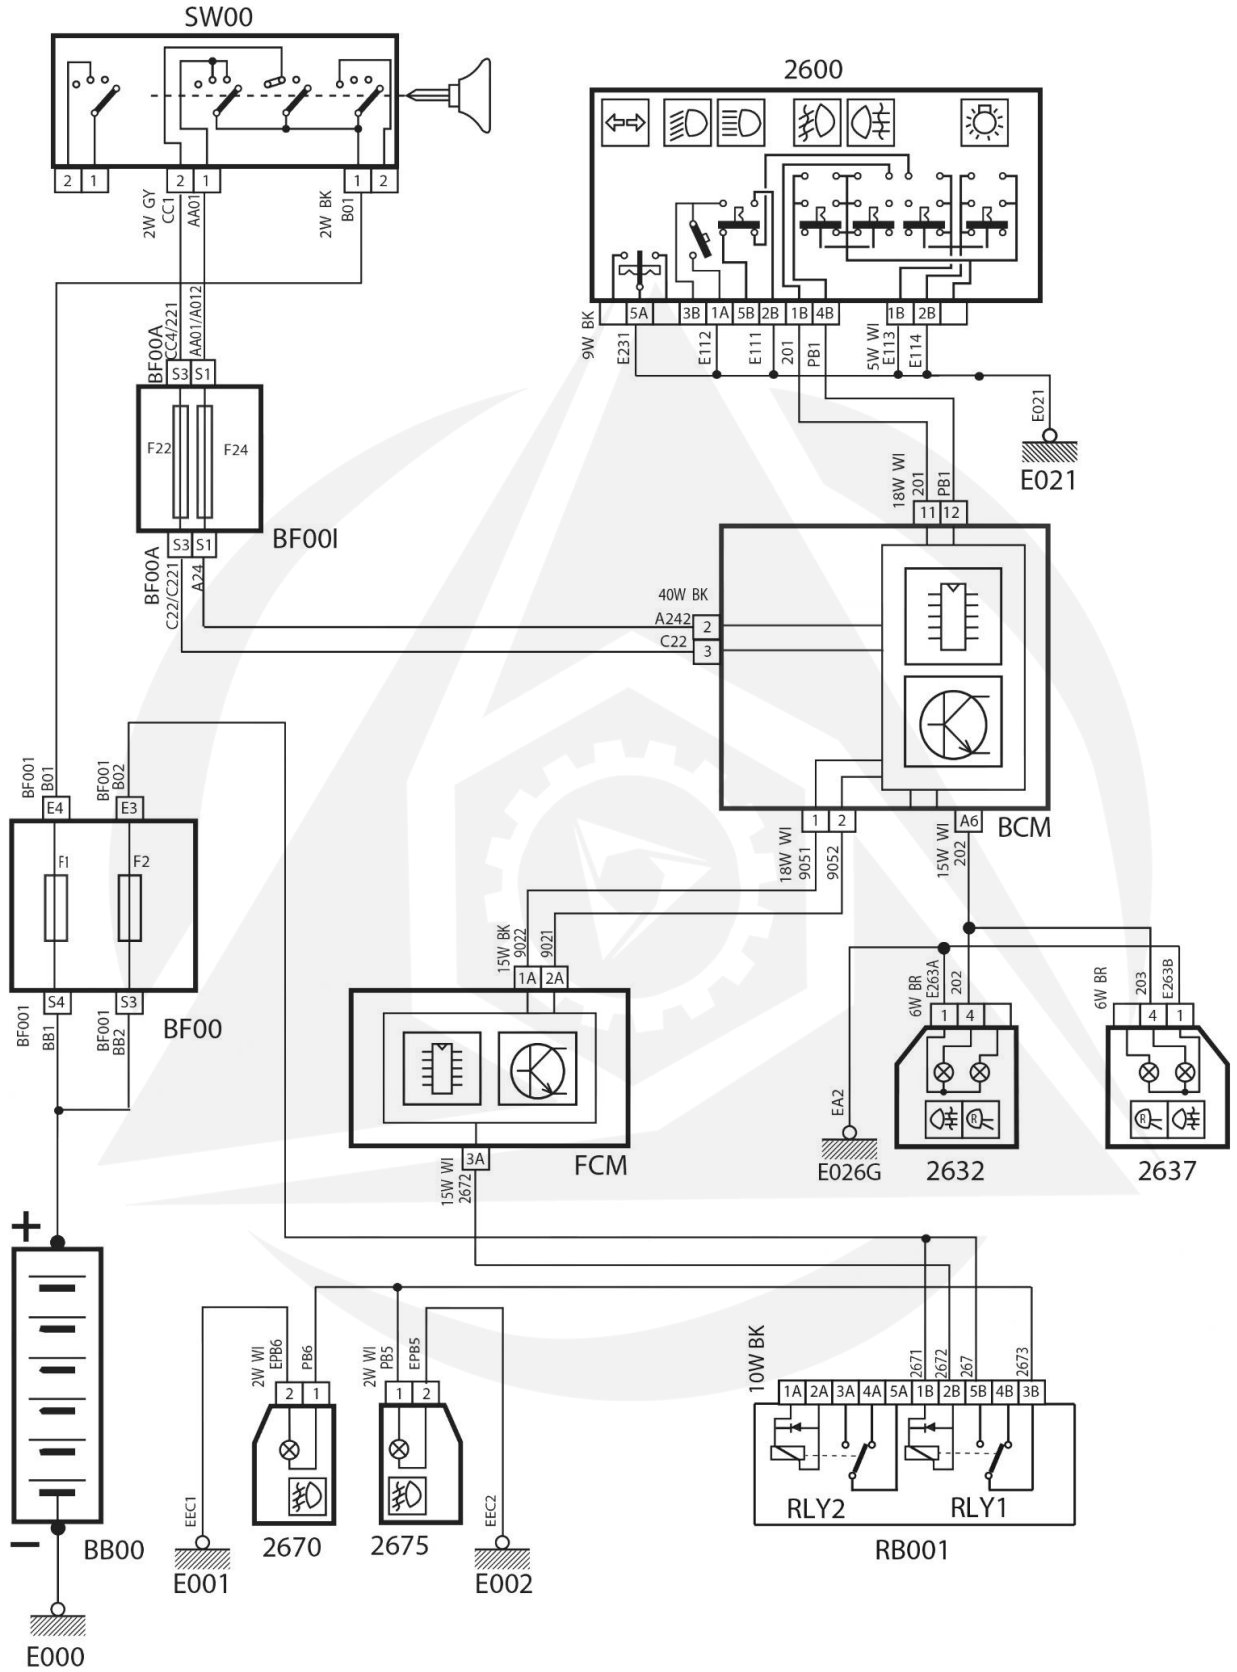 SW00
2 1
2 1
1 2
2W GY
CC1
AA01
2W BK
B01
2600
5A 3B 1A 5B 2B 1B 4B
1B 2B
9W BK
E231
E112
E111
201
PB1
5W WI
E113
E114
E021
E021
BF00A
CC4/221
AA01/A012
S3 S1
F22
F24
S3 S1
BF00I
BF00A
C22/C221
A24
18W WI
201
PB1
11 12
40W BK
A242
2
C22
3
BCM
1 2
A6
18W WI
9051
9052
15W WI
202
BF001
B01
BF001
B02
E4
E3
F1
F2
S4
S3
BF00
BF001
BB1
BF001
BB2
15W BK
9022
9021
1A 2A
FCM
3A
15W WI
2672
6W BR
E263A
202
1 4
6W BR
203
E263B
4 1
EA2
E026G
R
2632
R
2637
+
−
BB00
E000
2W WI
EPB6
PB6
2 1
2W WI
PB5
EPB5
1 2
EEC1
E001
2670
2675
EEC2
E002
10W BK
2671
2672
267
2673
1A 2A 3A 4A 5A 1B 2B 5B 4B 3B
RLY2
RLY1
RB001